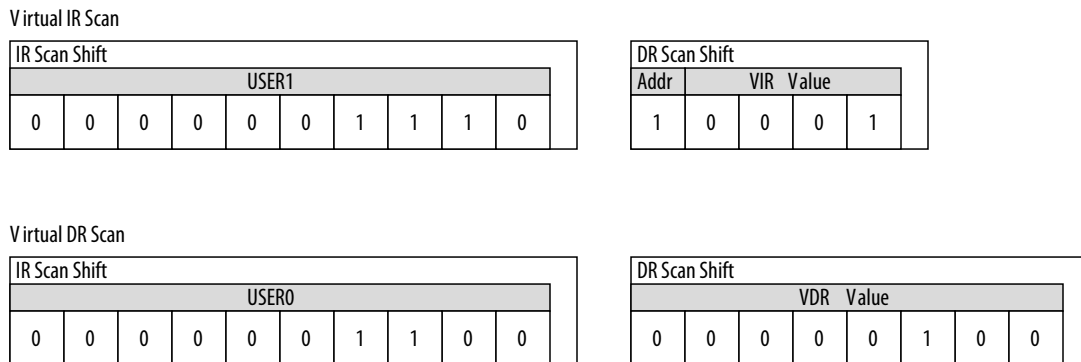 Virtual IR Scan
IR Scan Shift DR Scan Shift
USER1 Addr VIR Value
0 0 0 0 0 0 1 1 1 0 1 0 0 0 1
Virtual DR Scan
IR Scan Shift DR Scan Shift
USER0 VDR Value
0 0 0 0 0 0 1 1 0 0 0 0 0 0 0 1 0 0